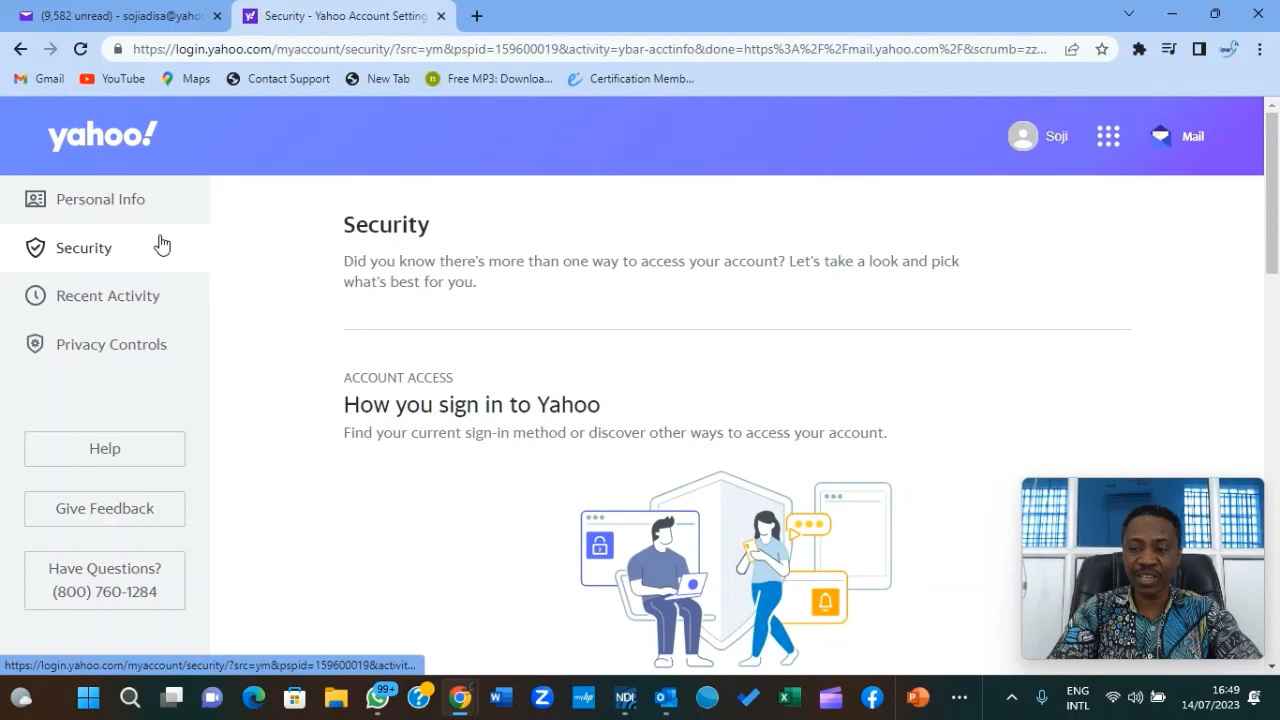 (9,582 unread) - sojiadisa@yaho
Security - Yahoo Account Setting
https://login.yahoo.com/myaccount/security/?src=ym&pspid=159600019&activity=ybar-acctinfo&done=https%3A%2F%2Fmail.yahoo.com%2F&scrumb=zz...
Gmail
YouTube
Maps
Contact Support
New Tab
Free MP3: Downloa...
Certification Memb...
yahoo!
Soji
Mail
Personal Info
Security
Recent Activity
Privacy Controls
Help
Give Feedback
Have Questions?
(800) 760-1284
Security
Did you know there's more than one way to access your account? Let's take a look and pick
what's best for you.
ACCOUNT ACCESS
How you sign in to Yahoo
Find your current sign-in method or discover other ways to access your account.
https://login.yahoo.com/myaccount/security/?src=ym&pspid=159600019&activit...
99+
NDI
ENG
INTL
16:49
14/07/2023